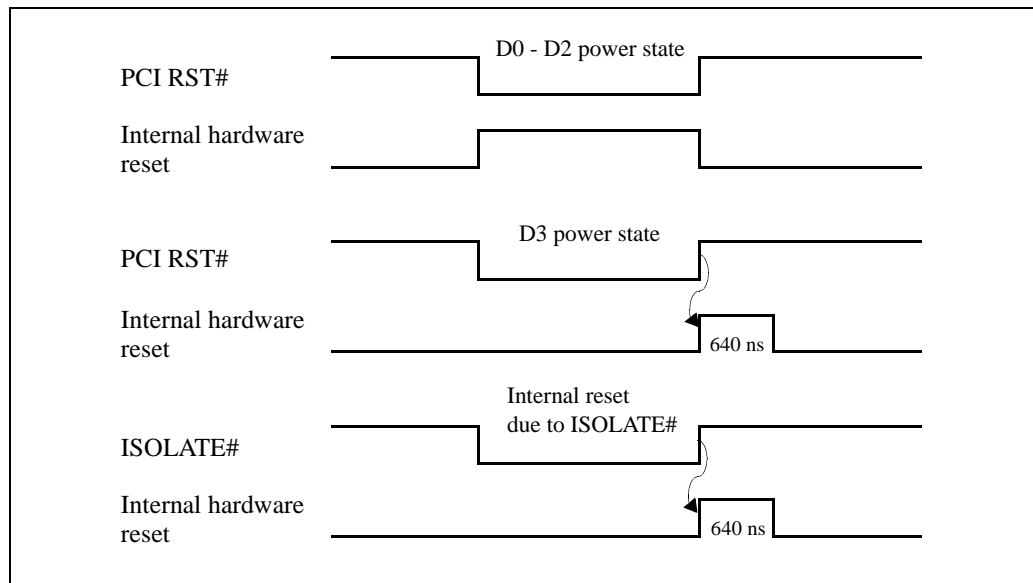 D0 - D2 power state
PCI RST#
Internal hardware
reset
D3 power state
PCI RST#
Internal hardware
reset
640 ns
Internal reset
due to ISOLATE#
ISOLATE#
Internal hardware
reset
640 ns